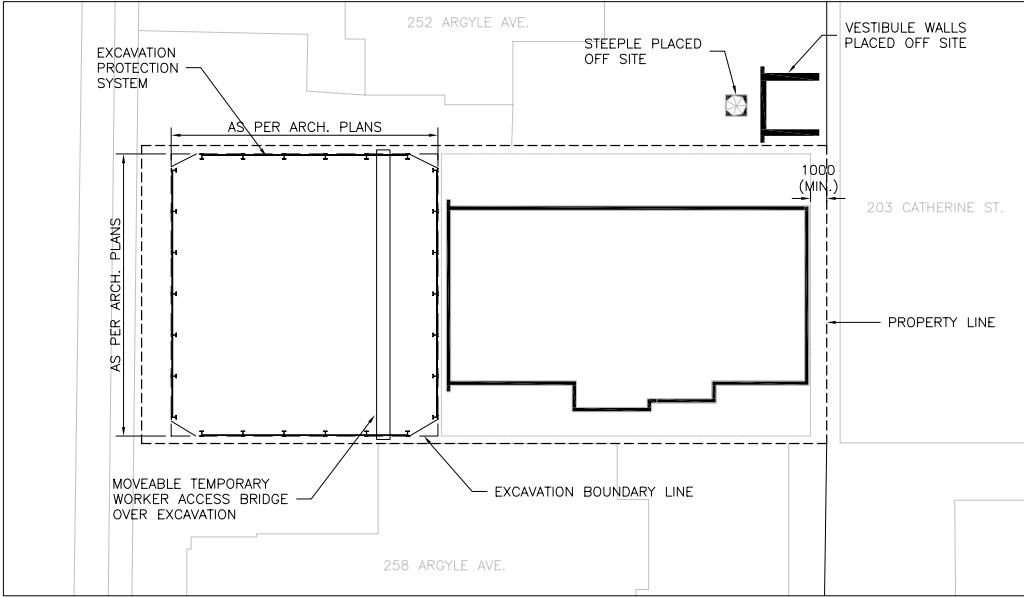 252 ARGYLE AVE.
VESTIBULE WALLS
PLACED OFF SITE
STEEPLE PLACED
OFF SITE
EXCAVATION
PROTECTION
SYSTEM
AS PER ARCH. PLANS
1000
(MIN.)
203 CATHERINE ST.
AS PER ARCH. PLANS
PROPERTY LINE
MOVEABLE TEMPORARY
WORKER ACCESS BRIDGE
OVER EXCAVATION
EXCAVATION BOUNDARY LINE
258 ARGYLE AVE.